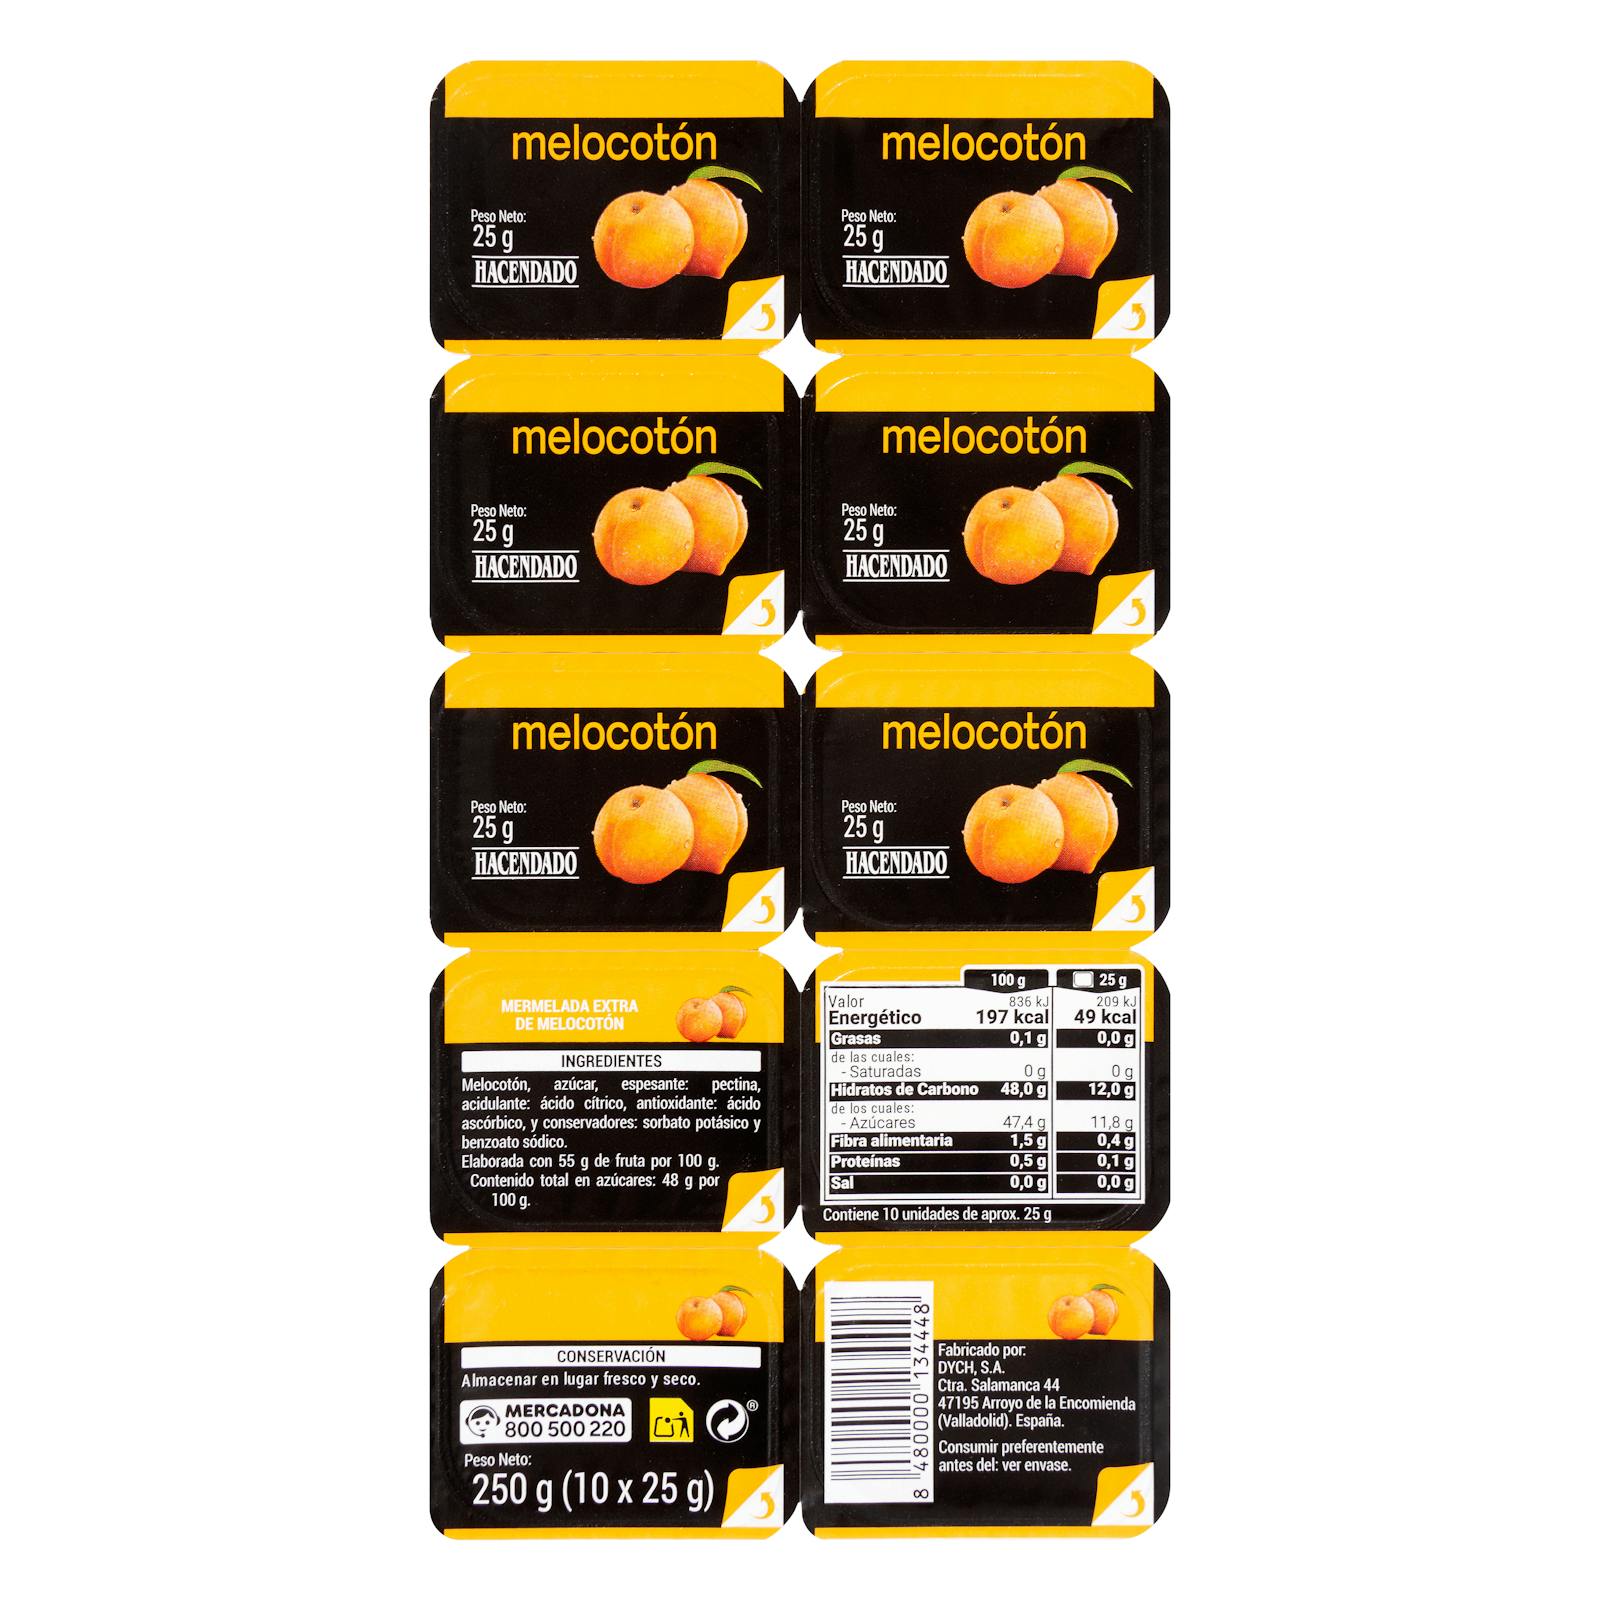 melocotón
Peso Neto:
25 g
HACENDADO
melocotón
Peso Neto:
25 g
HACENDADO
melocotón
Peso Neto:
25 g
HACENDADO
melocotón
Peso Neto:
25 g
HACENDADO
melocotón
Peso Neto:
25 g
HACENDADO
melocotón
Peso Neto:
25 g
HACENDADO
MERMELADA EXTRA
DE MELOCOTÓN
INGREDIENTES
Melocotón, azúcar, espesante: pectina,
acidulante: ácido cítrico, antioxidante: ácido
ascórbico, y conservadores: sorbato potásico y
benzoato sódico.
Elaborada con 55 g de fruta por 100 g.
Contenido total en azúcares: 48 g por
100 g.
100 g 25 g
Valor 836 kJ 209 kJ
Energético 197 kcal 49 kcal
Grasas 0,1 g 0,0 g
de las cuales:
- Saturadas 0 g 0 g
Hidratos de Carbono 48,0 g 12,0 g
de los cuales:
- Azúcares 47,4 g 11,8 g
Fibra alimentaria 1,5 g 0,4 g
Proteínas 0,5 g 0,1 g
Sal 0,0 g 0,0 g
Contiene 10 unidades de aprox. 25 g
CONSERVACIÓN
Almacenar en lugar fresco y seco.
MERCADONA
800 500 220
®
Peso Neto:
250 g (10 x 25 g)
8 480000 134448
Fabricado por:
DYCH, S.A.
Ctra. Salamanca 44
47195 Arroyo de la Encomienda
(Valladolid). España.
Consumir preferentemente
antes del: ver envase.